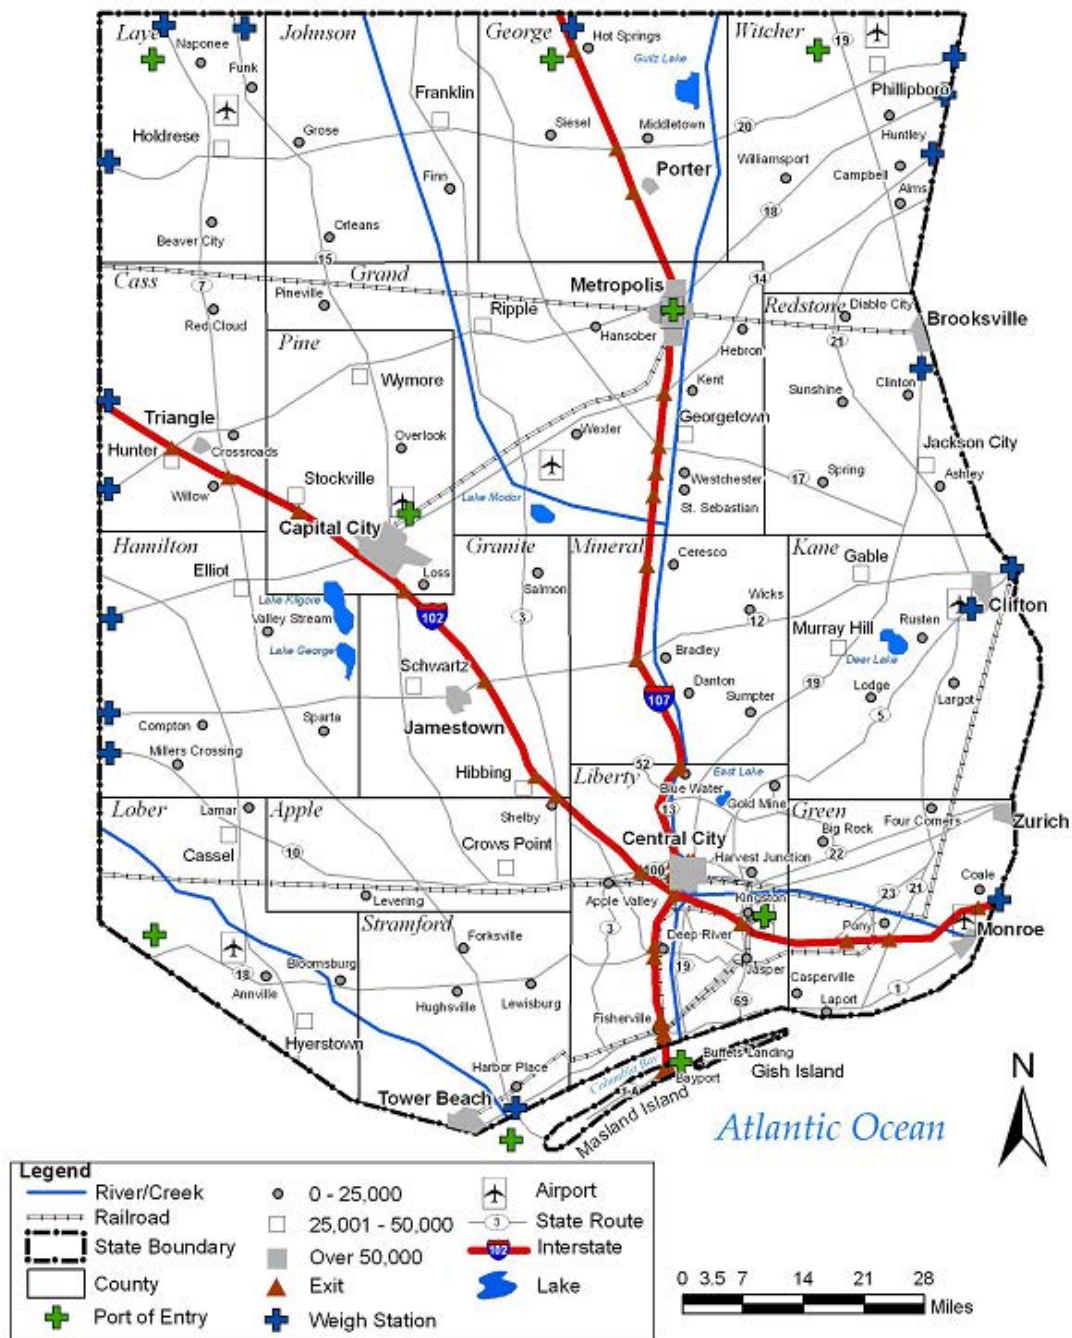 Laye
Johnson
George
Witcher
19
Naponee
Hot Springs
Funk
Gultz Lake
Phillipboro
Franklin
Holdrese
Grose
Siesel
Middletown
20
Huntley
Williamsport
Campbell
Porter
Finn
Alms
18
Beaver City
Orleans
15
Cass
Grand
7
Pineville
Metropolis
14
Redstone
Diablo City
Ripple
Red Cloud
Hansober
Brooksville
Pine
21
Hebron
Wymore
Kent
Sunshine
Clinton
Triangle
Georgetown
Overlook
Wexler
Hunter
Crossroads
Jackson City
Stockville
Spring
Ashley
Willow
Westchester
17
Lake Modor
St. Sebastian
Capital City
Hamilton
Granite
Mineral
Kane
Ceresco
Gable
Elliot
Loss
Salmon
Lake Kilgore
102
3
Wicks
Clifton
Valley Stream
12
Murray Hill
Rusten
Lake George
Bradley
Deer Lake
Schwartz
Danton
19
Lodge
Largot
107
Sumpter
5
Compton
Sparta
Jamestown
Millers Crossing
52
Hibbing
Liberty
East Lake
Blue Water
Lober
Lamar
Apple
Gold Mine
Green
13
Shelby
Four Corners
Zurich
Central City
Big Rock
Cassel
10
Crows Point
22
Harvest Junction
100
Coale
Levering
Apple Valley
Kingston
23
21
Stramford
3
Pony
Monroe
Forksville
Deep River
18
Bloomsburg
19
Jasper
Casperville
Annville
1
Hughsville
Lewisburg
69
Laport
Fisherville
Hyerstown
Harbor Place
Columbia Bay
Buffets Landing
Gish Island
Bayport
1-A
N
Tower Beach
Masland Island
Atlantic Ocean
Legend
River/Creek
Railroad
State Boundary
County
Port of Entry
0 - 25,000
25,001 - 50,000
Over 50,000
Exit
Weigh Station
Airport
3
State Route
102
Interstate
Lake
0 3.5 7 14 21 28
Miles